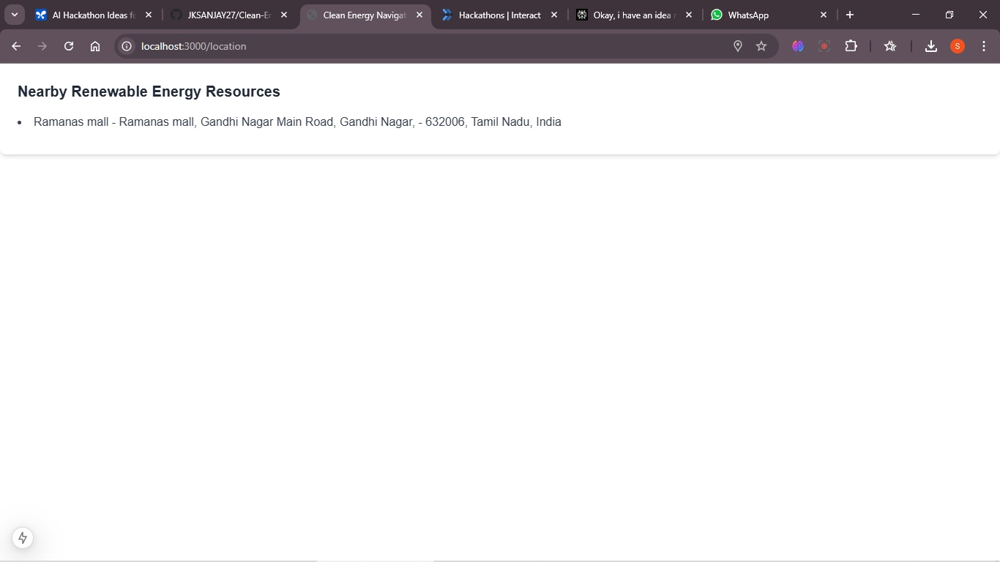 AI Hackathon Ideas fo
JKSANJAY27/Clean-Er
Clean Energy Navigat
Hackathons | Interact
Okay, i have an idea
WhatsApp
localhost:3000/location
S
Nearby Renewable Energy Resources
• Ramanas mall - Ramanas mall, Gandhi Nagar Main Road, Gandhi Nagar, - 632006, Tamil Nadu, India